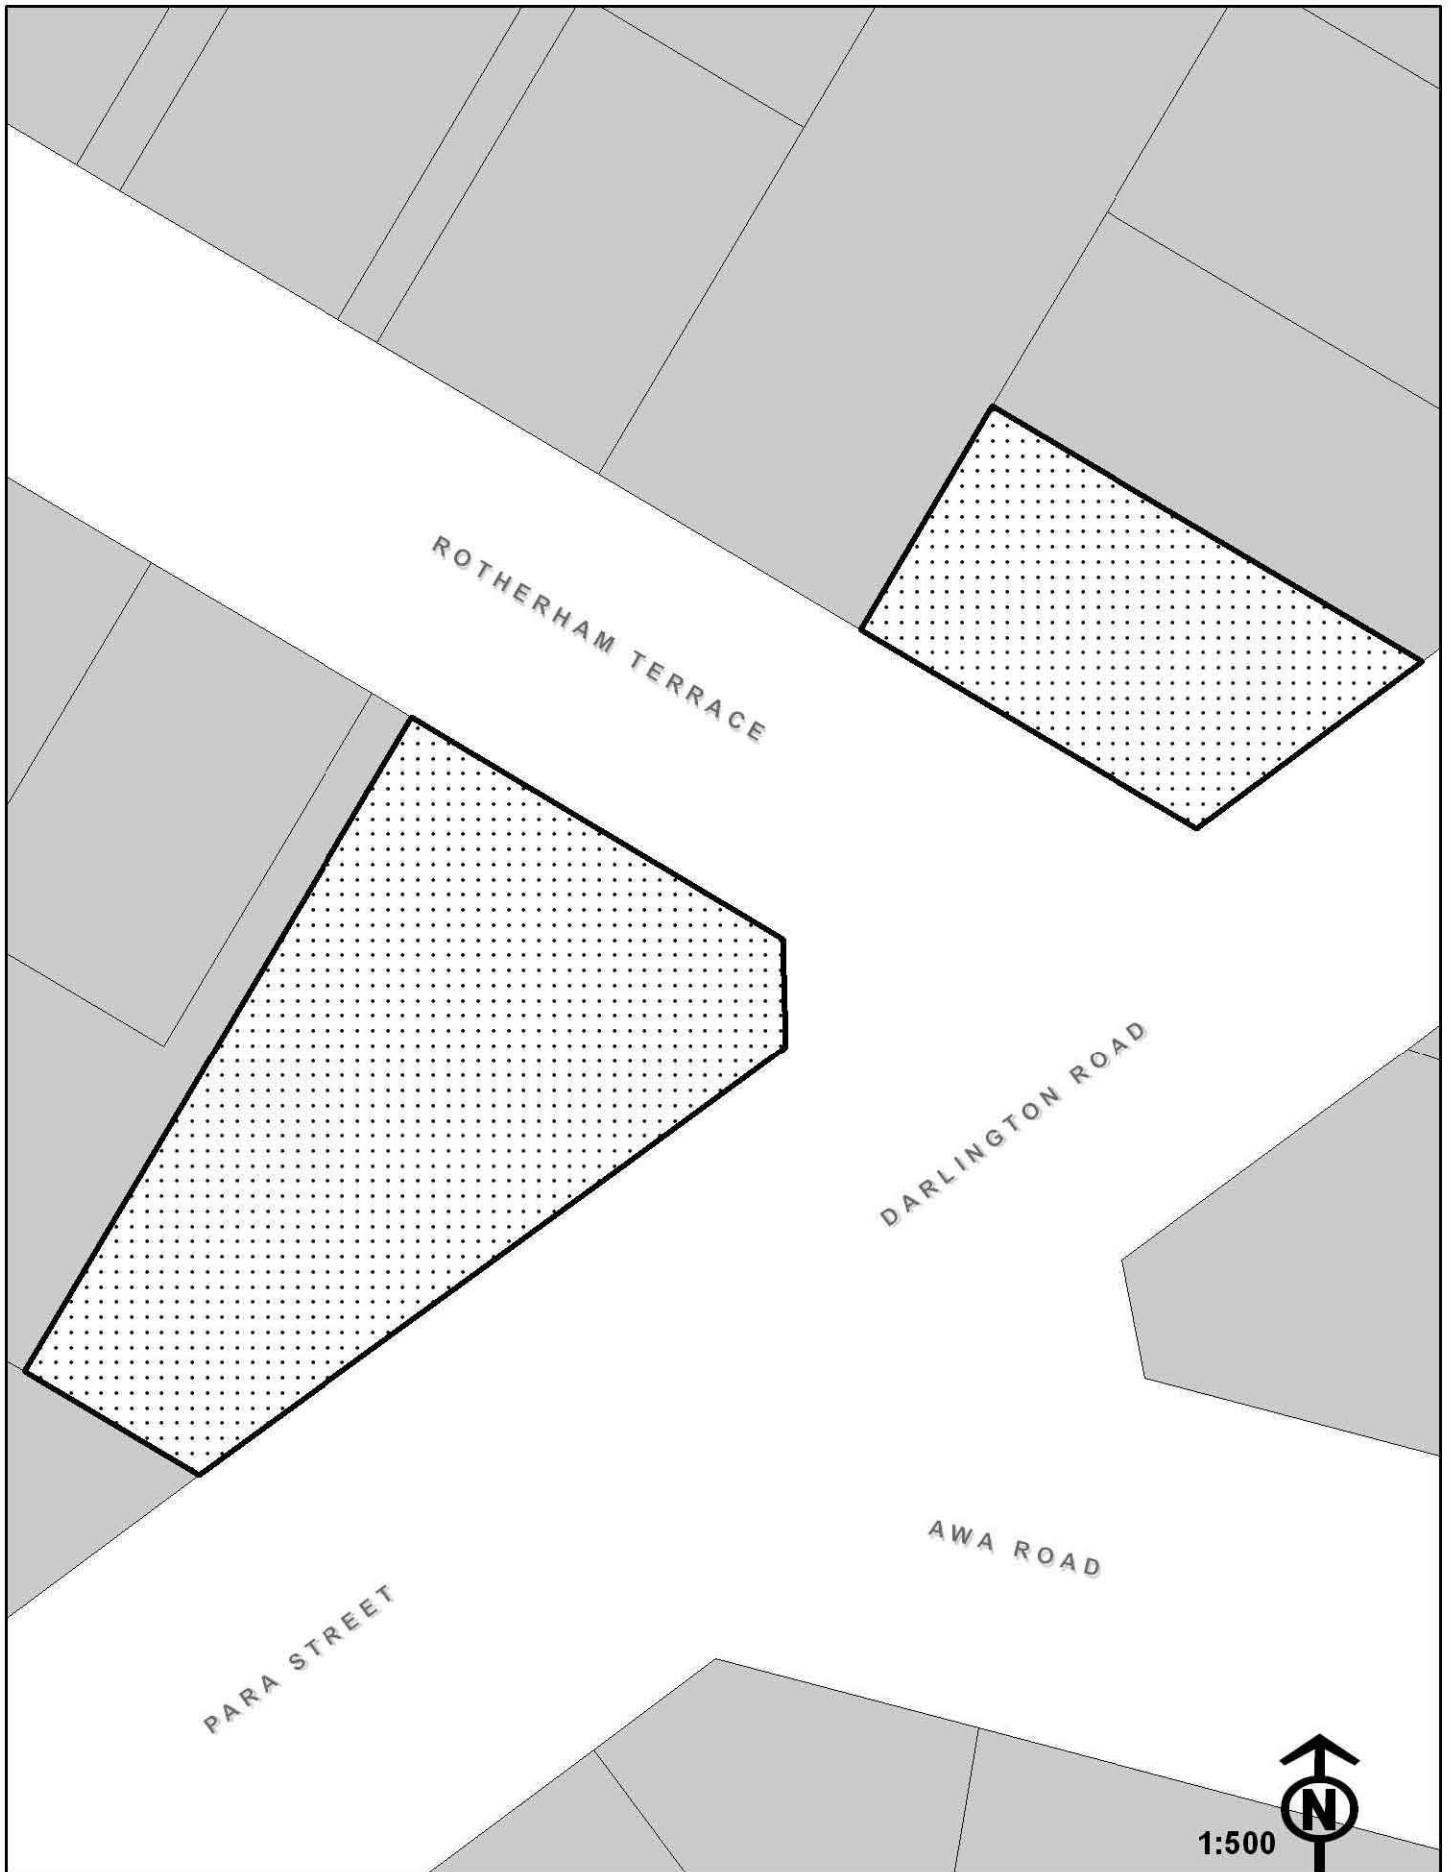 ROTHERHAM TERRACE
DARLINGTON ROAD
AWA ROAD
PARA STREET
N
1:500